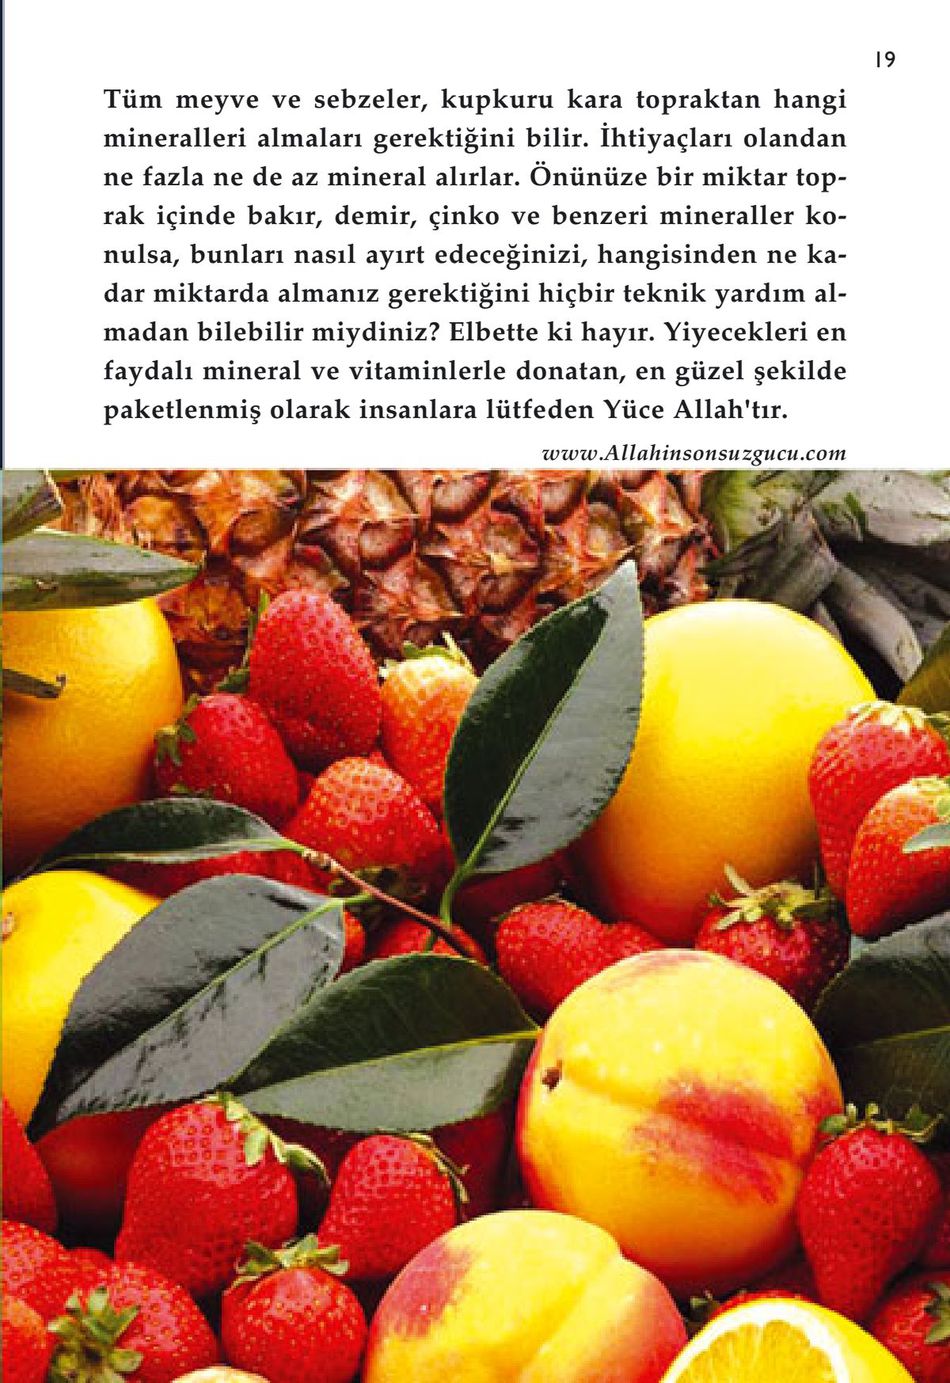 19
Tüm meyve ve sebzeler, kupkuru kara topraktan hangi
mineralleri almaları gerektiğini bilir. İhtiyaçları olandan
ne fazla ne de az mineral alırlar. Önünüze bir miktar top-
rak içinde bakır, demir, çinko ve benzeri mineraller ko-
nulsa, bunları nasıl ayırt edeceğinizi, hangisinden ne ka-
dar miktarda almanız gerektiğini hiçbir teknik yardım al-
madan bilebilir miydiniz? Elbette ki hayır. Yiyecekleri en
faydalı mineral ve vitaminlerle donatan, en güzel şekilde
paketlenmiş olarak insanlara lütfeden Yüce Allah'tır.
www.Allahinsonsuzgucu.com